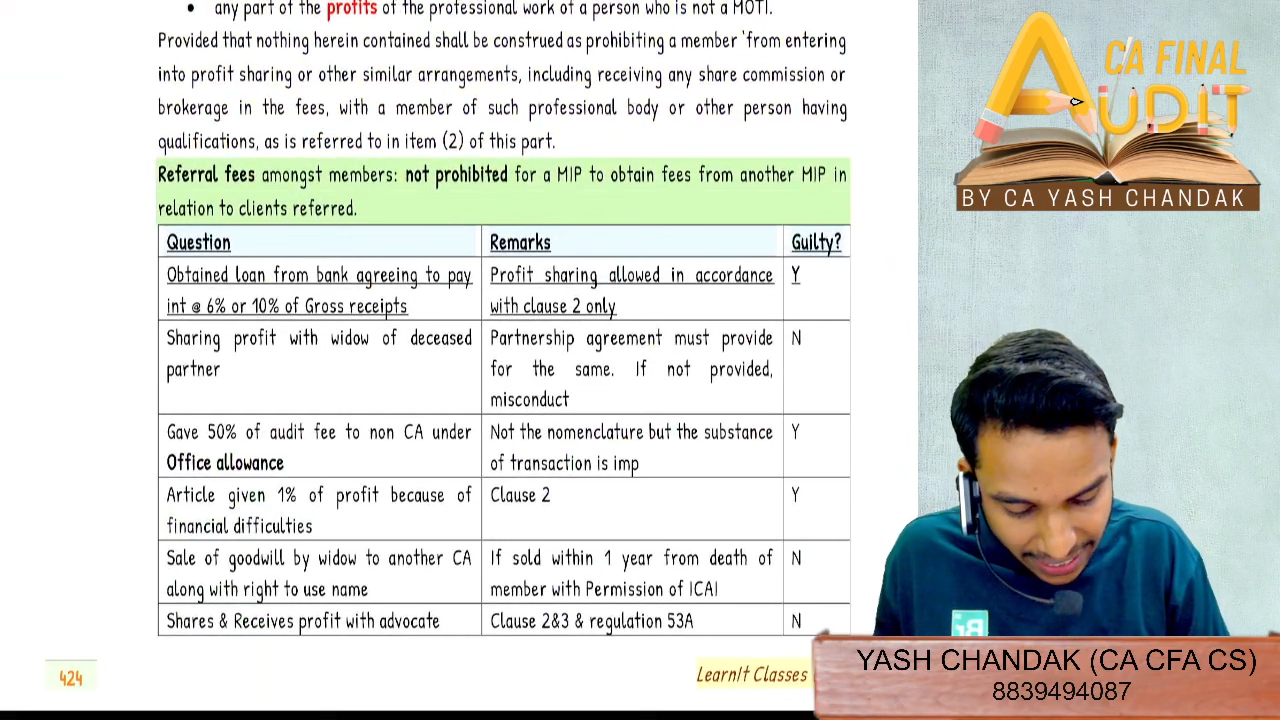 • any part of the profits of the professional work of a person who is not a MOTI.
Provided that nothing herein contained shall be construed as prohibiting a member 'from entering
into profit sharing or other similar arrangements, including receiving any share commission or
brokerage in the fees, with a member of such professional body or other person having
qualifications, as is referred to in item (2) of this part.
Referral fees amongst members: not prohibited for a MIP to obtain fees from another MIP in
relation to clients referred.
Question Remarks Guilty?
Obtained loan from bank agreeing to pay Profit sharing allowed in accordance Y
int @ 6% or 10% of Gross receipts with clause 2 only
Sharing profit with widow of deceased Partnership agreement must provide N
partner for the same. If not provided,
misconduct
Gave 50% of audit fee to non CA under Not the nomenclature but the substance Y
Office allowance of transaction is imp
Article given 1% of profit because of Clause 2 Y
financial difficulties
Sale of goodwill by widow to another CA If sold within 1 year from death of N
along with right to use name member with Permission of ICAI
Shares & Receives profit with advocate Clause 2&3 & regulation 53A N
424
LearnIt Classes
CA FINAL
AUDIT
BY CA YASH CHANDAK
Br
YASH CHANDAK (CA CFA CS)
8839494087